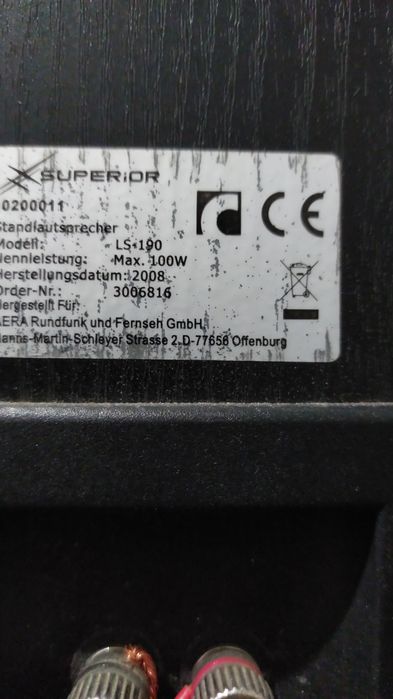 SUPERIOR
0200011
Standlautsprecher
Modell: LS-190
Nennleistung: Max. 100W
Herstellungsdatum: 2008
Order-Nr.: 3006816
Hergestellt Für:
AERA Rundfunk und Fernseh GmbH,
Hanns-Martin-Schleyer Strasse 2,D-77656 Offenburg
CE